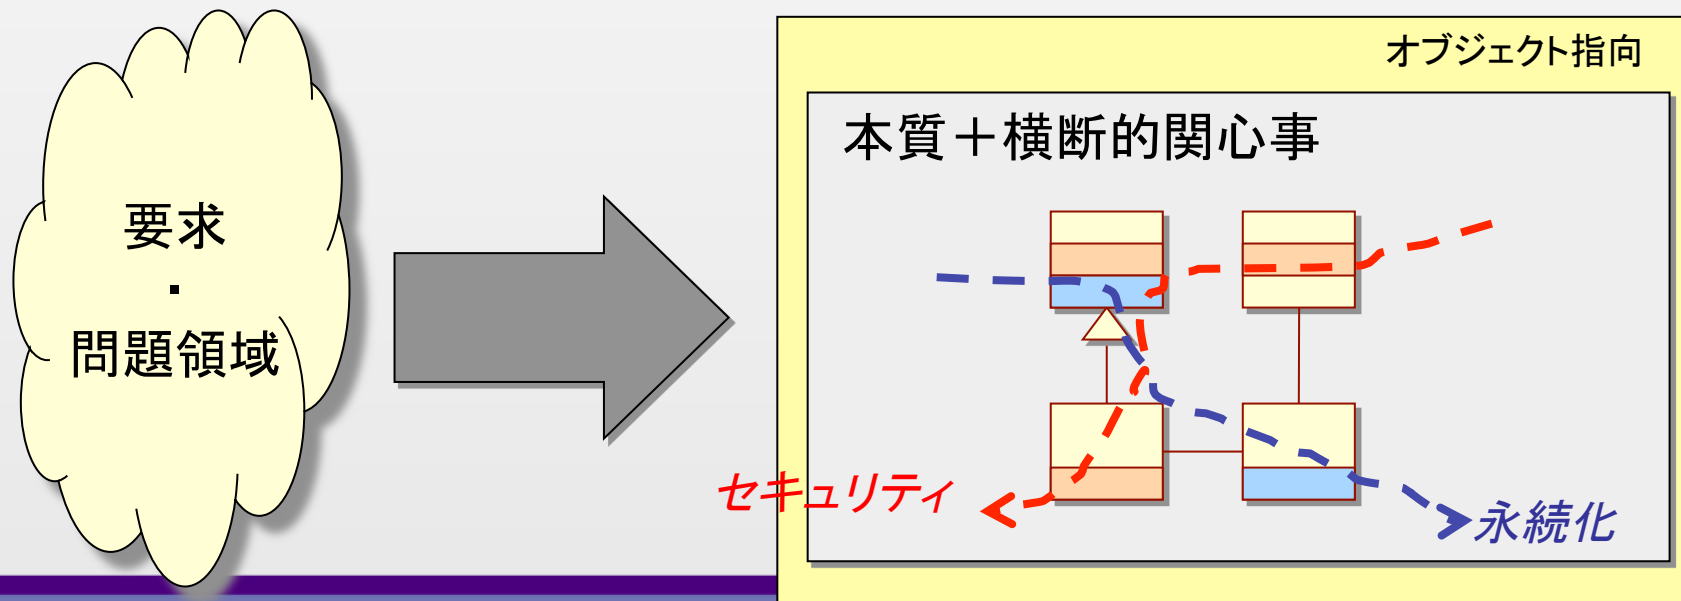 オブジェクト指向
本質＋横断的関心事
要求
・
問題領域
セキュリティ
永続化